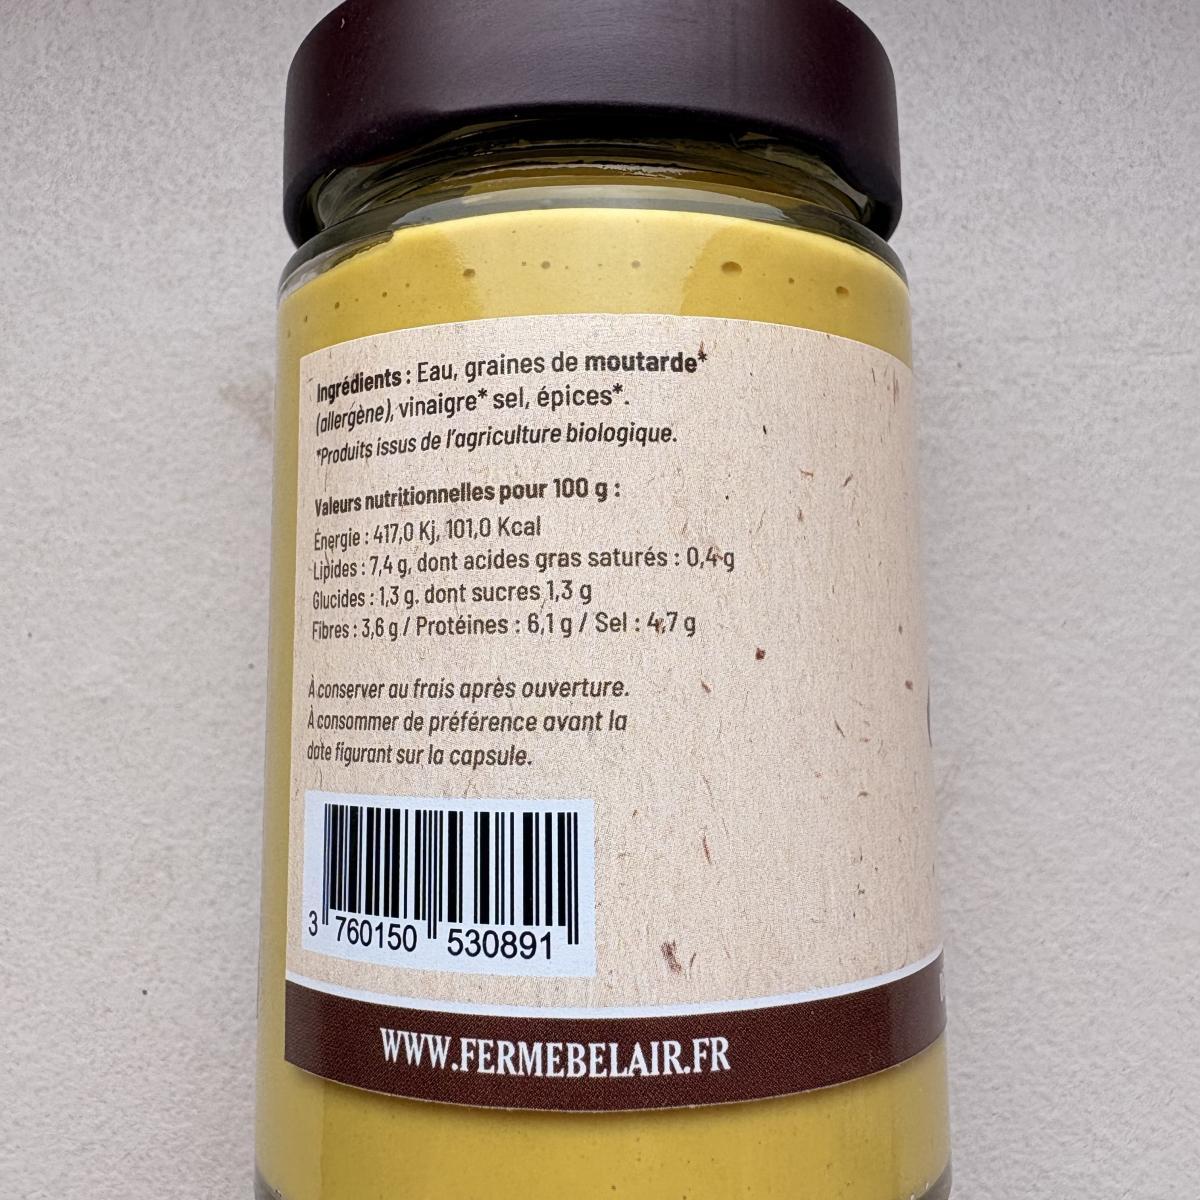 Ingrédients : Eau, graines de moutarde*
(allergène), vinaigre* sel, épices*.
*Produits issus de l'agriculture biologique.
Valeurs nutritionnelles pour 100 g :
Énergie : 417,0 Kj, 101,0 Kcal
Lipides : 7,4 g, dont acides gras saturés : 0,4 g
Glucides : 1,3 g. dont sucres 1,3 g
Fibres : 3,6 g / Protéines : 6,1 g / Sel : 4,7 g
À conserver au frais après ouverture.
À consommer de préférence avant la
date figurant sur la capsule.
3 760150 530891
WWW.FERMEBELAIR.FR